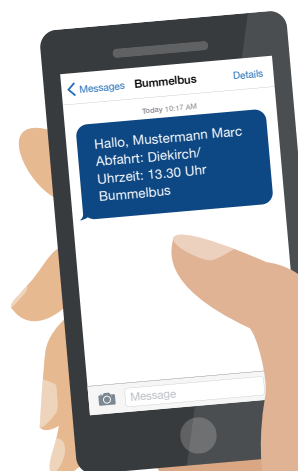 Messages Bummelbus Details
Today 10:17 AM
Hallo, Mustermann Marc
Abfahrt: Diekirch/
Uhrzeit: 13.30 Uhr
Bummelbus
Message